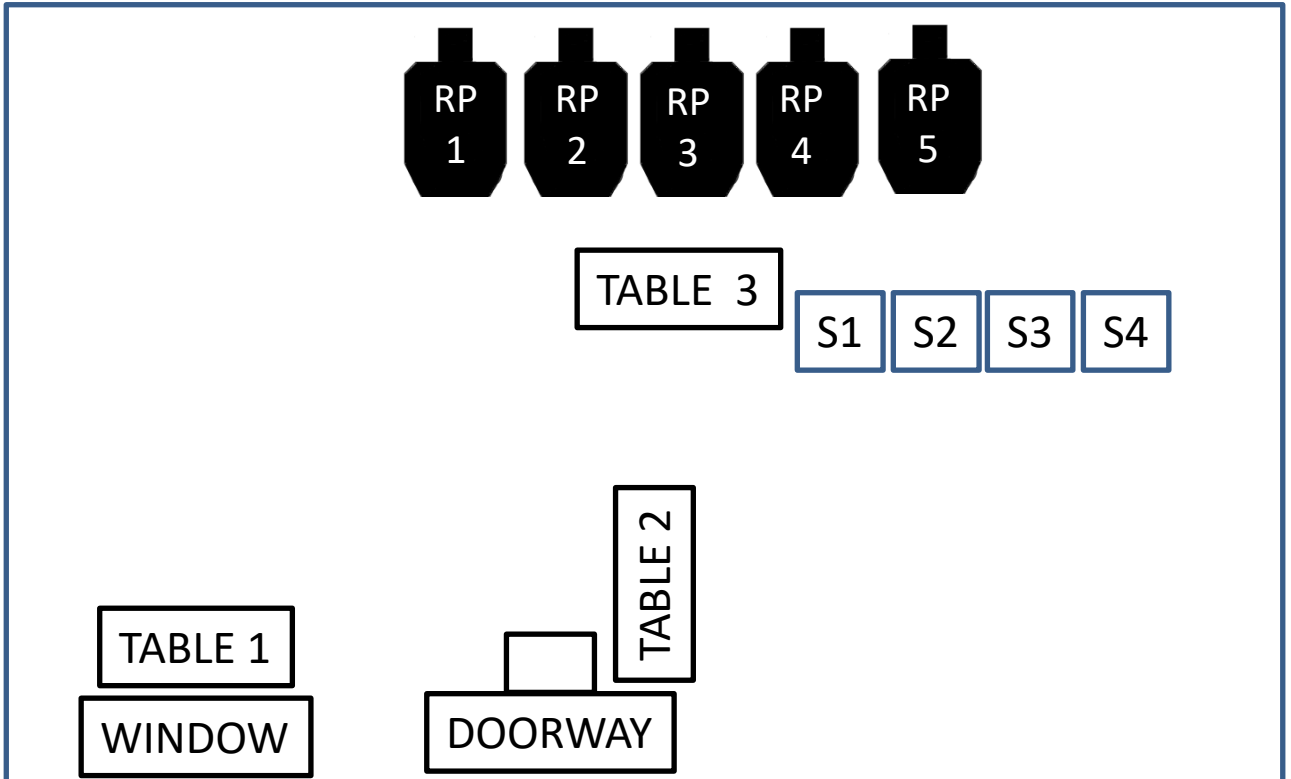 RP
1
RP
2
RP
3
RP
4
RP
5
TABLE 3
S1
S2
S3
S4
TABLE 2
TABLE 1
WINDOW
DOORWAY